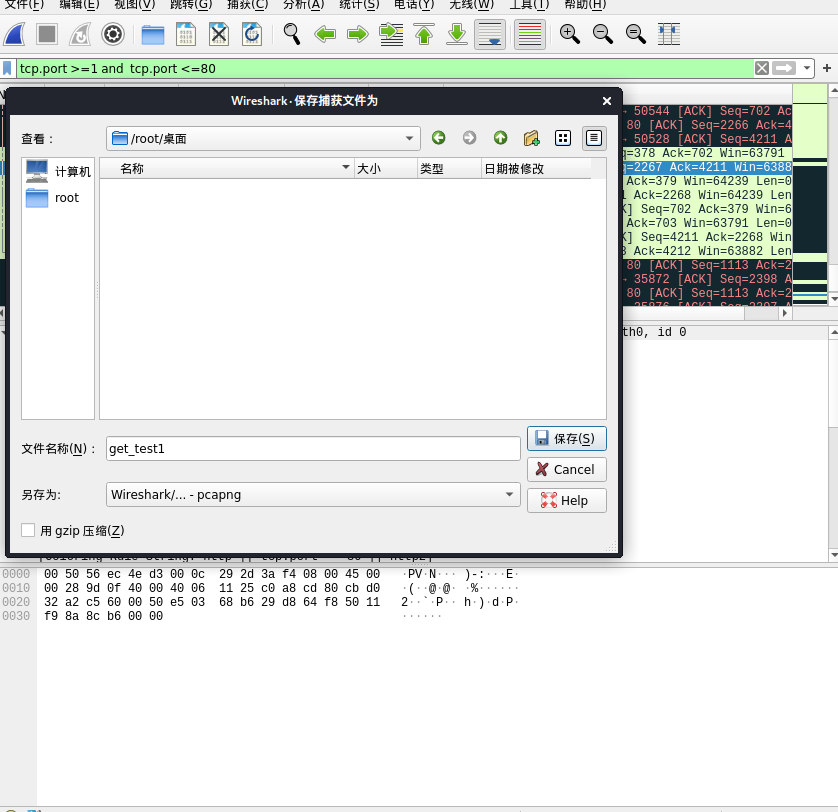 文件(F) 编辑(E) 视图(V) 跳转(G) 捕获(C) 分析(A) 统计(S) 电话(Y) 无线(W) 工具(T) 帮助(H)
tcp.port >=1 and tcp.port <=80
Wireshark · 保存捕获文件为
查看：
/root/桌面
计算机
root
名称 大小 类型 日期被修改
50544 [ACK] Seq=702 Ac
80 [ACK] Seq=2266 Ack=4
50528 [ACK] Seq=4211 A
=378 Ack=702 Win=63791
=2267 Ack=4211 Win=6388
Ack=379 Win=64239 Len=0
Ack=2268 Win=64239 Len=0
Seq=702 Ack=379 Win=6
Ack=703 Win=63791 Len=0
Seq=4211 Ack=2268 Win
Ack=4212 Win=63882 Len
80 [ACK] Seq=1113 Ack=2
35872 [ACK] Seq=2398 A
80 [ACK] Seq=1113 Ack=2
th0, id 0
文件名称(N)：
get_test1
保存(S)
Cancel
另存为:
Wireshark/... - pcapng
Help
用 gzip 压缩(Z)
0000 00 50 56 ec 4e d3 00 0c 29 2d 3a f4 08 00 45 00 ·PV·N··· )-:···E·
0010 00 28 9d 0f 40 00 40 06 11 25 c0 a8 cd 80 cb d0 ·(··@·@· ·%······
0020 32 a2 c5 60 00 50 e5 03 68 b6 29 d8 64 f8 50 11 2··`·P·· h·)·d·P·
0030 f9 8a 8c b6 00 00 ······